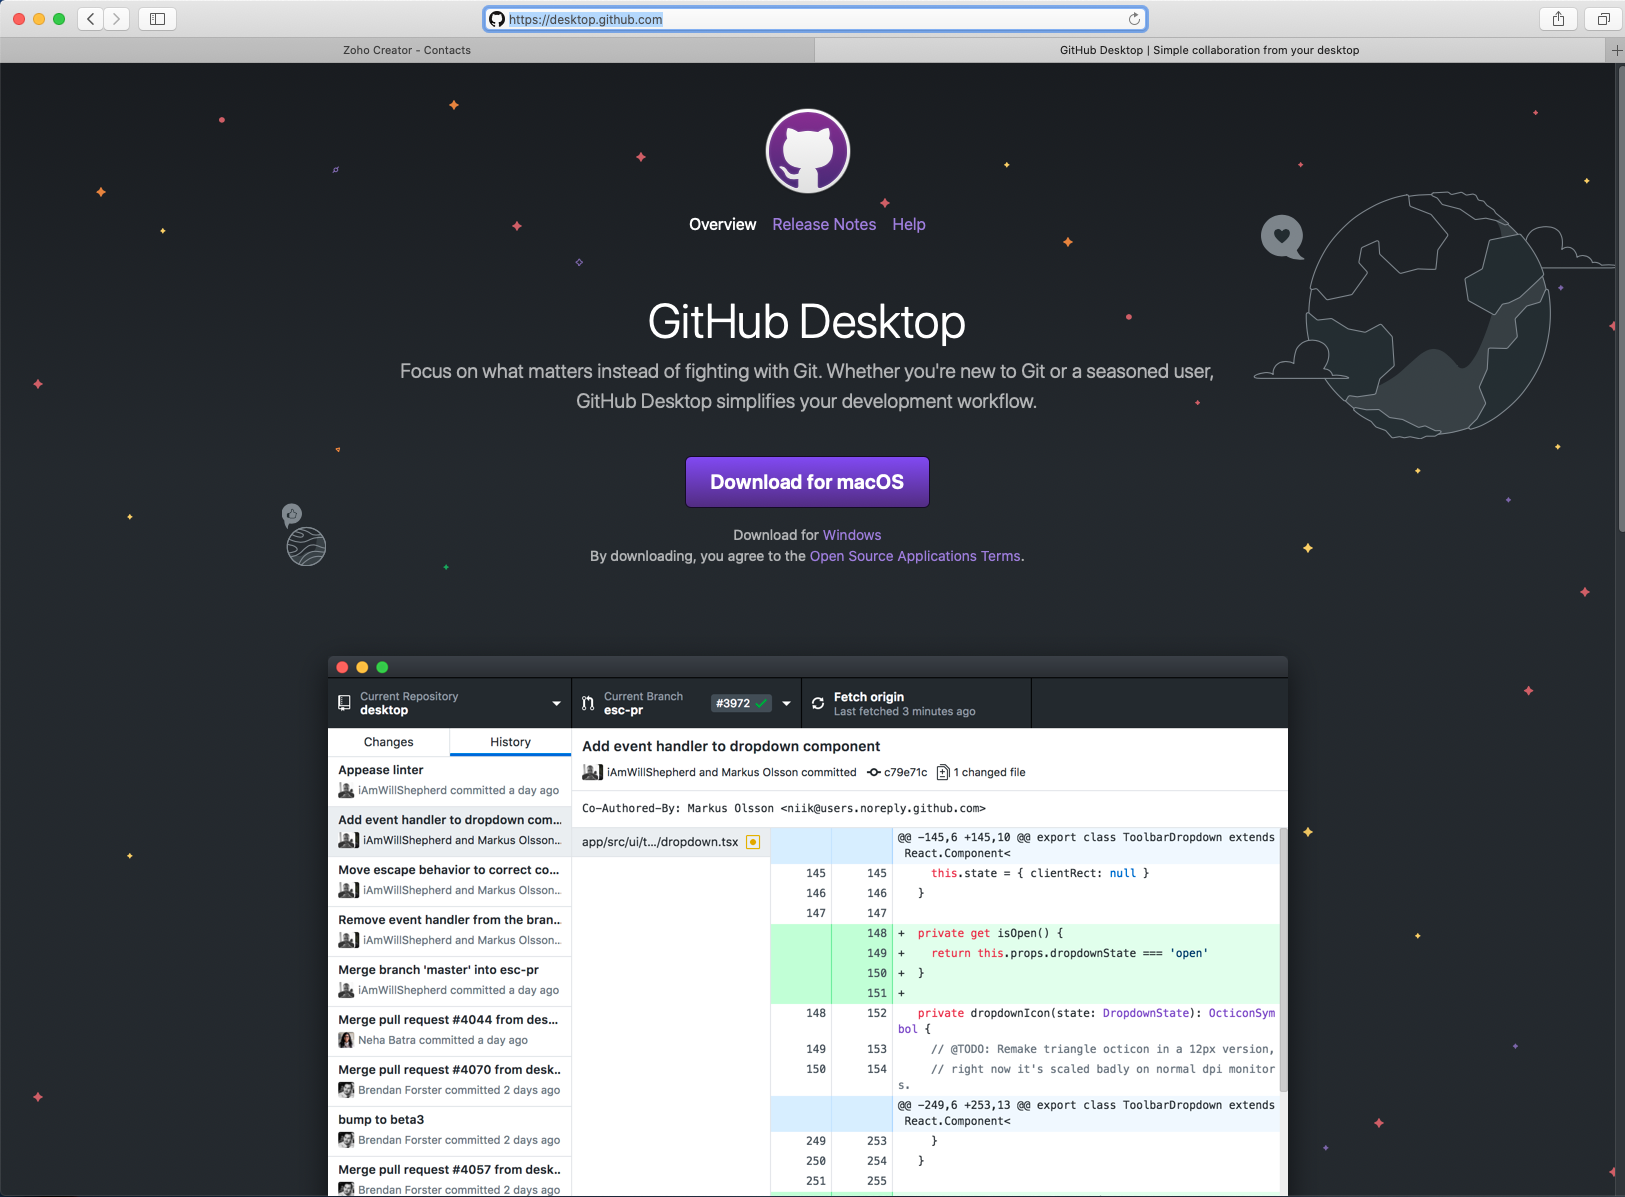 https://desktop.github.com
Zoho Creator - Contacts
GitHub Desktop | Simple collaboration from your desktop
Overview Release Notes Help
GitHub Desktop
Focus on what matters instead of fighting with Git. Whether you're new to Git or a seasoned user,
GitHub Desktop simplifies your development workflow.
Download for macOS
Download for Windows
By downloading, you agree to the Open Source Applications Terms.
Current Repository
desktop
Current Branch
esc-pr
#3972
Fetch origin
Last fetched 3 minutes ago
Changes
History
Appease linter
iAmWillShepherd committed a day ago
Add event handler to dropdown com...
iAmWillShepherd and Markus Olsson...
Move escape behavior to correct co...
iAmWillShepherd and Markus Olsson...
Remove event handler from the bran...
iAmWillShepherd and Markus Olsson...
Merge branch 'master' into esc-pr
iAmWillShepherd committed a day ago
Merge pull request #4044 from des...
Neha Batra committed a day ago
Merge pull request #4070 from desk...
Brendan Forster committed 2 days ago
bump to beta3
Brendan Forster committed 2 days ago
Merge pull request #4057 from desk...
Brendan Forster committed 2 days ago
Add event handler to dropdown component
iAmWillShepherd and Markus Olsson committed c79e71c 1 changed file
Co-Authored-By: Markus Olsson <niik@users.noreply.github.com>
app/src/ui/t.../dropdown.tsx
@@ -145,6 +145,10 @@ export class ToolbarDropdown extends
React.Component<
145 145 this.state = { clientRect: null }
146 146 }
147 147
148 + private get isOpen() {
149 + return this.props.dropdownState === 'open'
150 + }
151 +
148 152 private dropdownIcon(state: DropdownState): OcticonSym
bol {
149 153 // @TODO: Remake triangle octicon in a 12px version,
150 154 // right now it's scaled badly on normal dpi monitor
s.
@@ -249,6 +253,13 @@ export class ToolbarDropdown extends
React.Component<
249 253 }
250 254 }
251 255